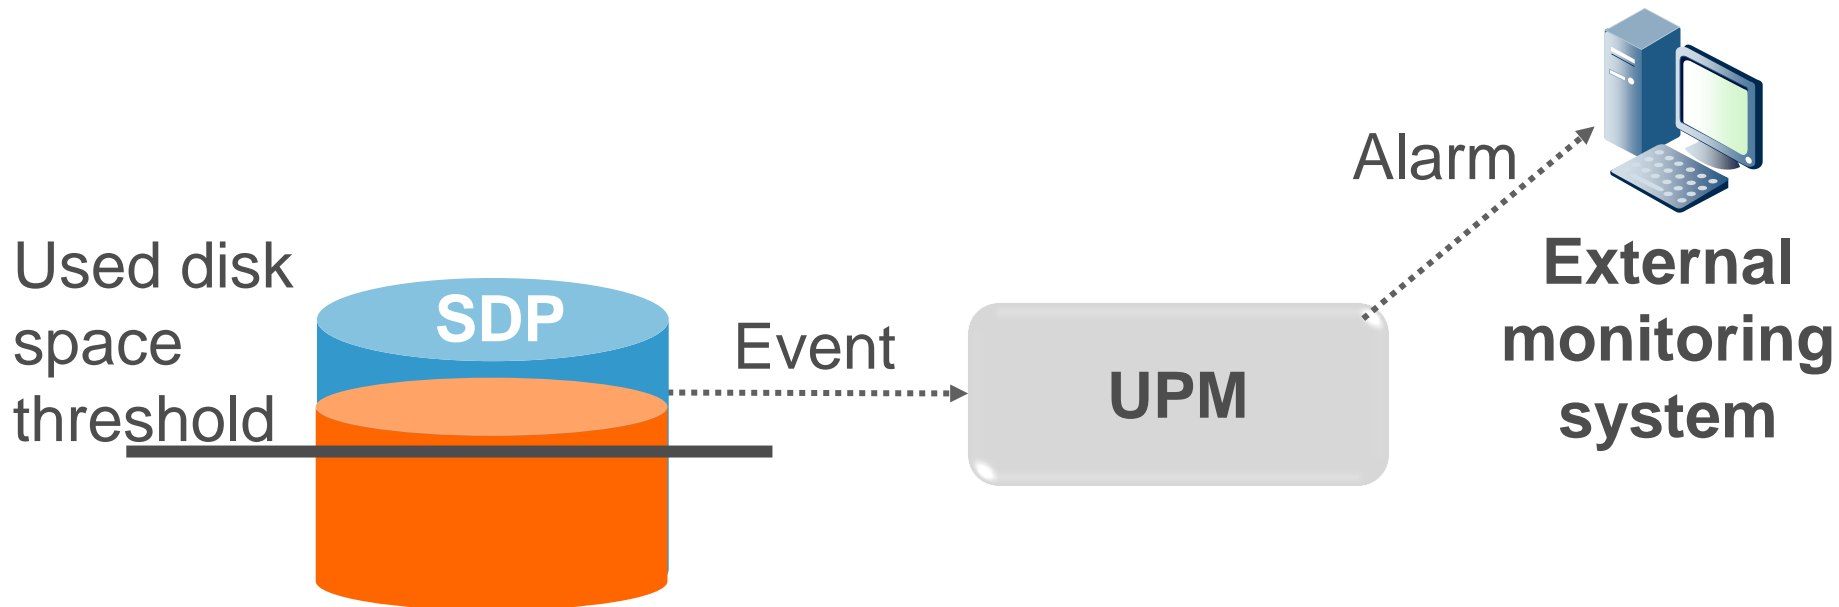 Used disk
space
threshold
SDP
Event
UPM
Alarm
External
monitoring
system